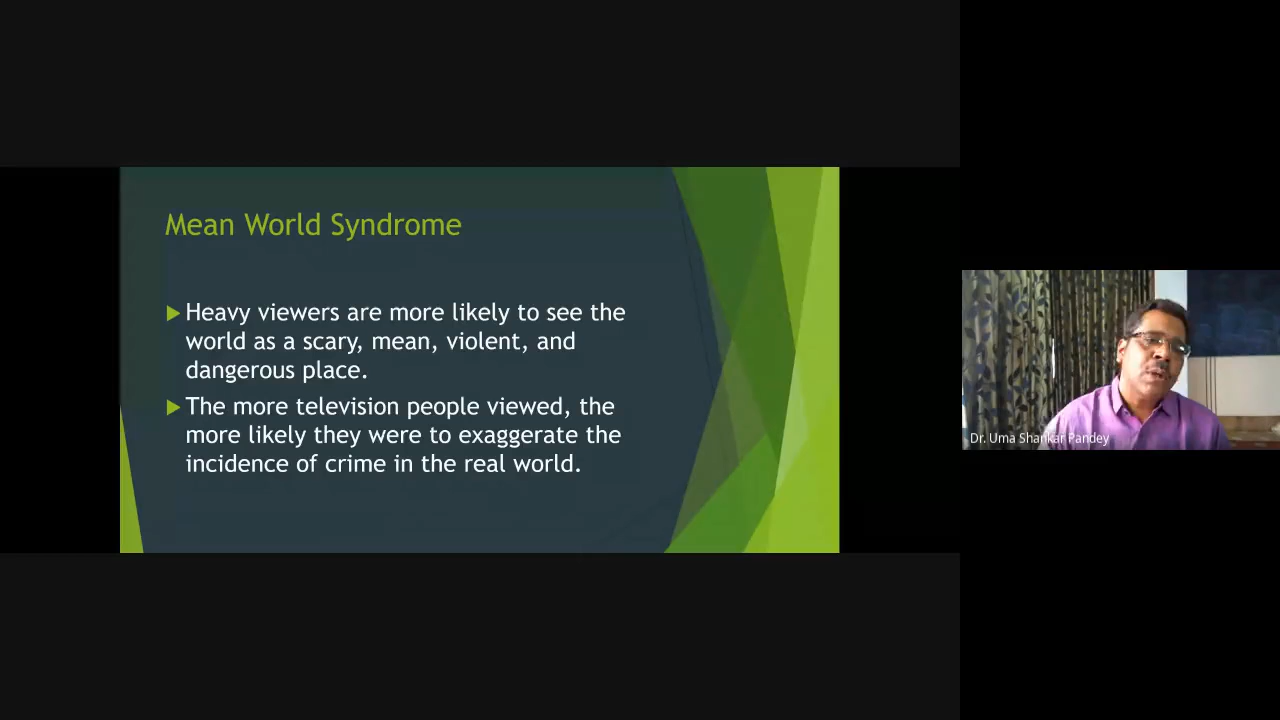 Mean World Syndrome
Heavy viewers are more likely to see the
world as a scary, mean, violent, and
dangerous place.
The more television people viewed, the
more likely they were to exaggerate the
incidence of crime in the real world.
Dr. Uma Shankar Pandey